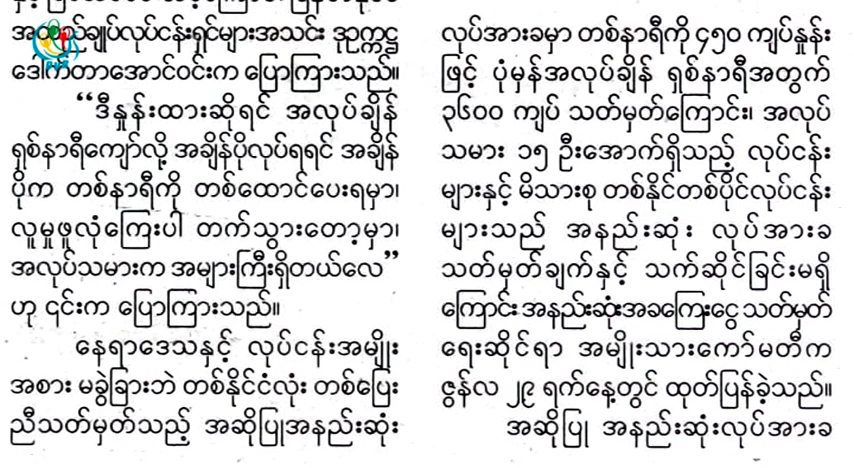 အထည်ချုပ်လုပ်ငန်းရှင်များအသင်း ဒုဥက္ကဋ္ဌ
ဒေါက်တာအောင်ဝင်းက ပြောကြားသည်။
“ဒီနှုန်းထားဆိုရင် အလုပ်ချိန်
ရှစ်နာရီကျော်လို့ အချိန်ပိုလုပ်ရရင် အချိန်
ပိုက တစ်နာရီကို တစ်ထောင်ပေးရမှာ၊
လူမှုဖူလုံကြေးပါ တက်သွားတော့မှာ၊
အလုပ်သမားက အများကြီးရှိတယ်လေ”
ဟု ၎င်းက ပြောကြားသည်။
နေရာဒေသနှင့် လုပ်ငန်းအမျိုး
အစား မခွဲခြားဘဲ တစ်နိုင်ငံလုံး တစ်ပြေး
ညီသတ်မှတ်သည့် အဆိုပြုအနည်းဆုံး
လုပ်အားခမှာ တစ်နာရီကို ၄၅၀ ကျပ်နှုန်း
ဖြင့် ပုံမှန်အလုပ်ချိန် ရှစ်နာရီအတွက်
၃၆၀၀ ကျပ် သတ်မှတ်ကြောင်း၊ အလုပ်
သမား ၁၅ ဦးအောက်ရှိသည့် လုပ်ငန်း
များနှင့် မိသားစု တစ်နိုင်တစ်ပိုင်လုပ်ငန်း
များသည် အနည်းဆုံး လုပ်အားခ
သတ်မှတ်ချက်နှင့် သက်ဆိုင်ခြင်းမရှိ
ကြောင်း အနည်းဆုံးအခကြေးငွေ သတ်မှတ်
ရေးဆိုင်ရာ အမျိုးသားကော်မတီက
ဇွန်လ ၂၉ ရက်နေ့တွင် ထုတ်ပြန်ခဲ့သည်။
အဆိုပြု အနည်းဆုံးလုပ်အားခ